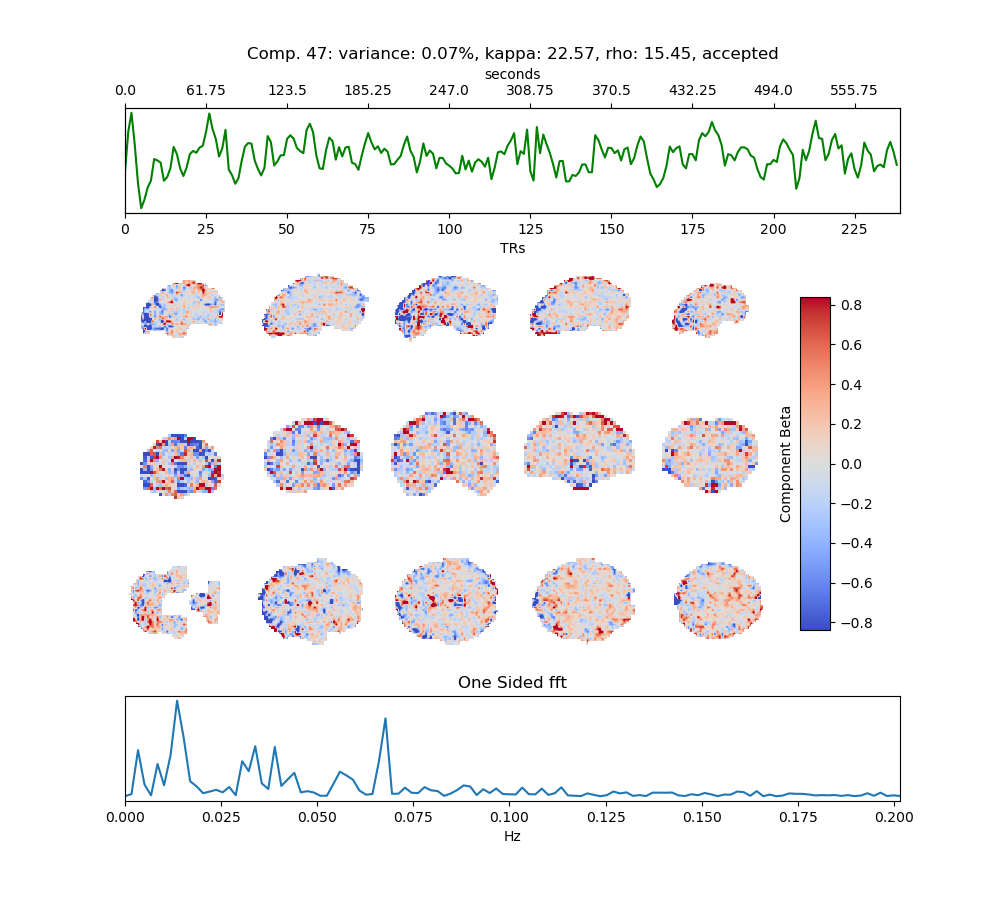 Comp. 47: variance: 0.07%, kappa: 22.57, rho: 15.45, accepted
seconds
0.0 61.75 123.5 185.25 247.0 308.75 370.5 432.25 494.0 555.75
0 25 50 75 100 125 150 175 200 225
TRs
0.8
0.6
0.4
0.2
0.0
−0.2
−0.4
−0.6
−0.8
Component Beta
One Sided fft
0.000 0.025 0.050 0.075 0.100 0.125 0.150 0.175 0.200
Hz